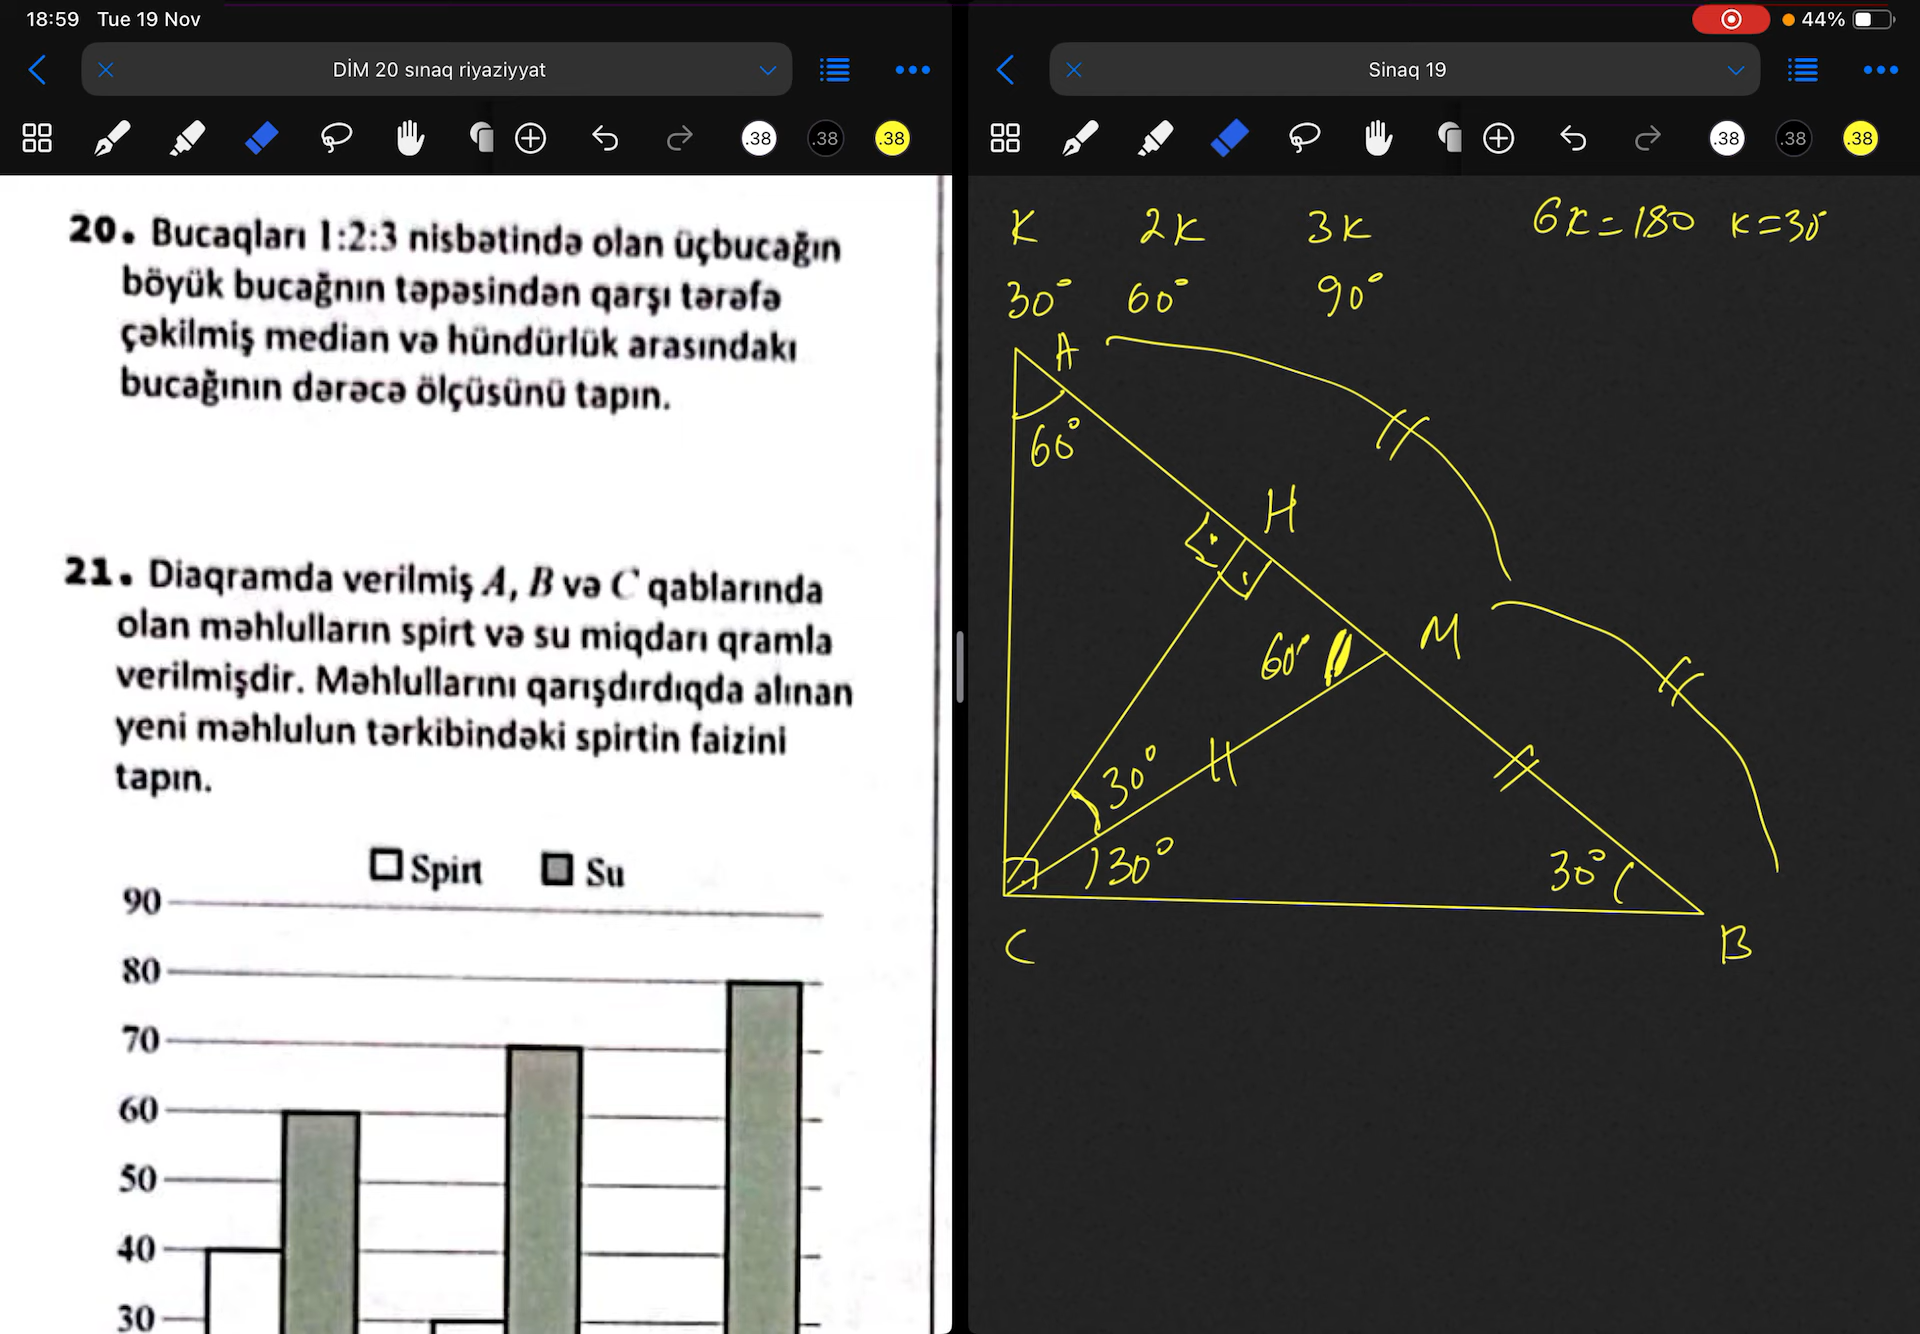 18:59 Tue 19 Nov
44%
DİM 20 sınaq riyaziyyat
.38 .38 .38
20. Bucaqları 1:2:3 nisbətində olan üçbucağın
böyük bucağnın təpəsindən qarşı tərəfə
çəkilmiş median və hündürlük arasındakı
bucağının dərəcə ölçüsünü tapın.
21. Diaqramda verilmiş A, B və C qablarında
olan məhlulların spirt və su miqdarı qramla
verilmişdir. Məhlullarını qarışdırdıqda alınan
yeni məhlulun tərkibindəki spirtin faizini
tapın.
Spirt Su
90
80
70
60
50
40
30
Sinaq 19
.38 .38 .38
K 2K 3K 6K=180 K=30
30° 60° 90°
A
60°
H
M
60°
30°
30°
30°
C
B